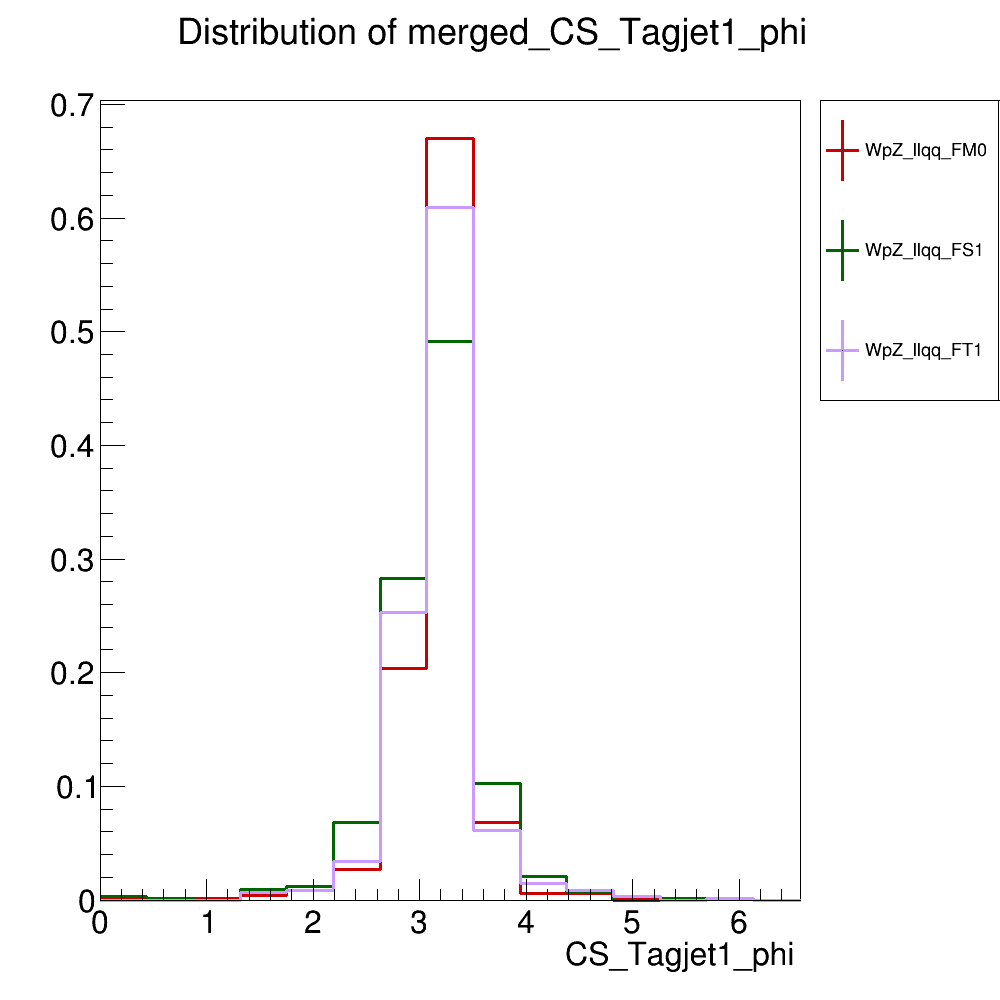 Distribution of merged_CS_Tagjet1_phi
0.7
0.6
0.5
0.4
0.3
0.2
0.1
0
0 1 2 3 4 5 6
CS_Tagjet1_phi
WpZ_llqq_FM0
WpZ_llqq_FS1
WpZ_llqq_FT1